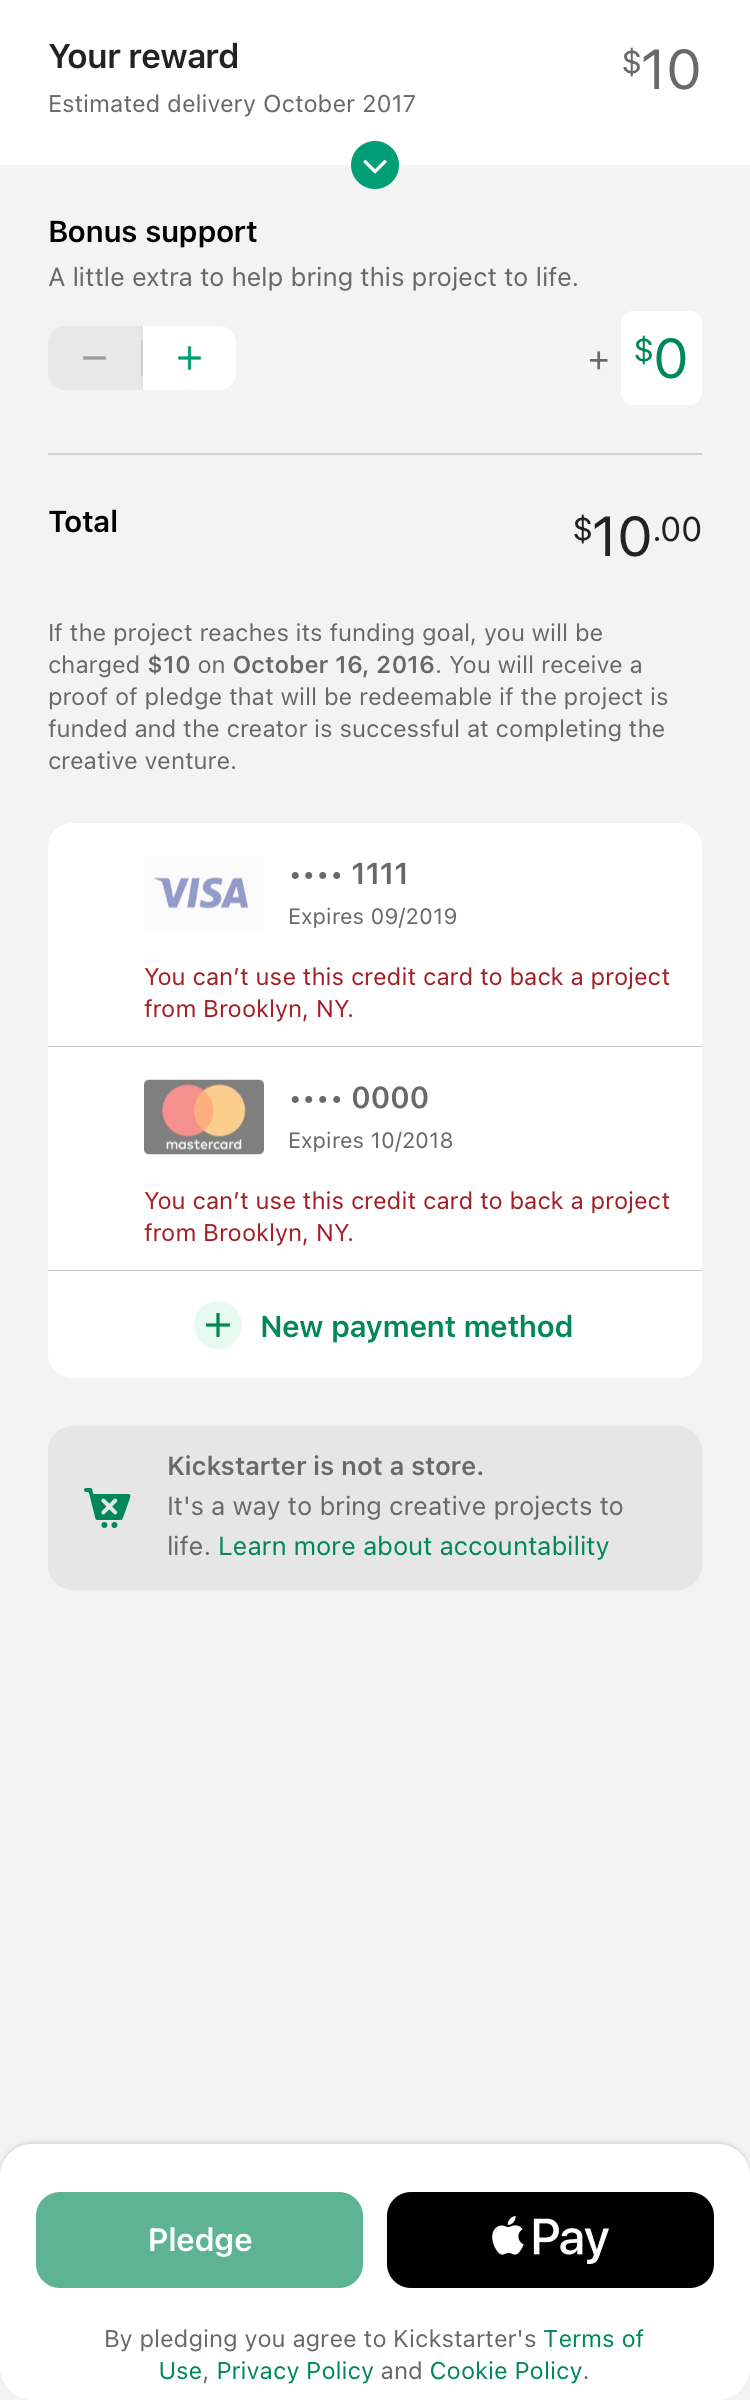 Your reward
$10
Estimated delivery October 2017
Bonus support
A little extra to help bring this project to life.
− +
+ $0
Total
$10.00
If the project reaches its funding goal, you will be
charged $10 on October 16, 2016. You will receive a
proof of pledge that will be redeemable if the project is
funded and the creator is successful at completing the
creative venture.
VISA
•••• 1111
Expires 09/2019
You can’t use this credit card to back a project
from Brooklyn, NY.
mastercard
•••• 0000
Expires 10/2018
You can’t use this credit card to back a project
from Brooklyn, NY.
+ New payment method
Kickstarter is not a store.
It's a way to bring creative projects to
life. Learn more about accountability
Pledge
Pay
By pledging you agree to Kickstarter's Terms of
Use, Privacy Policy and Cookie Policy.